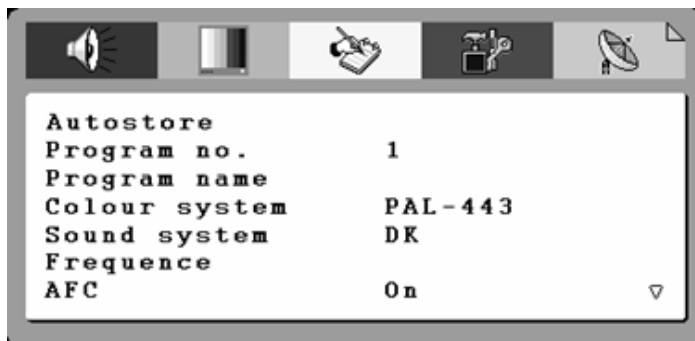 Autostore
Program no. 1
Program name
Colour system PAL-443
Sound system DK
Frequence
AFC On